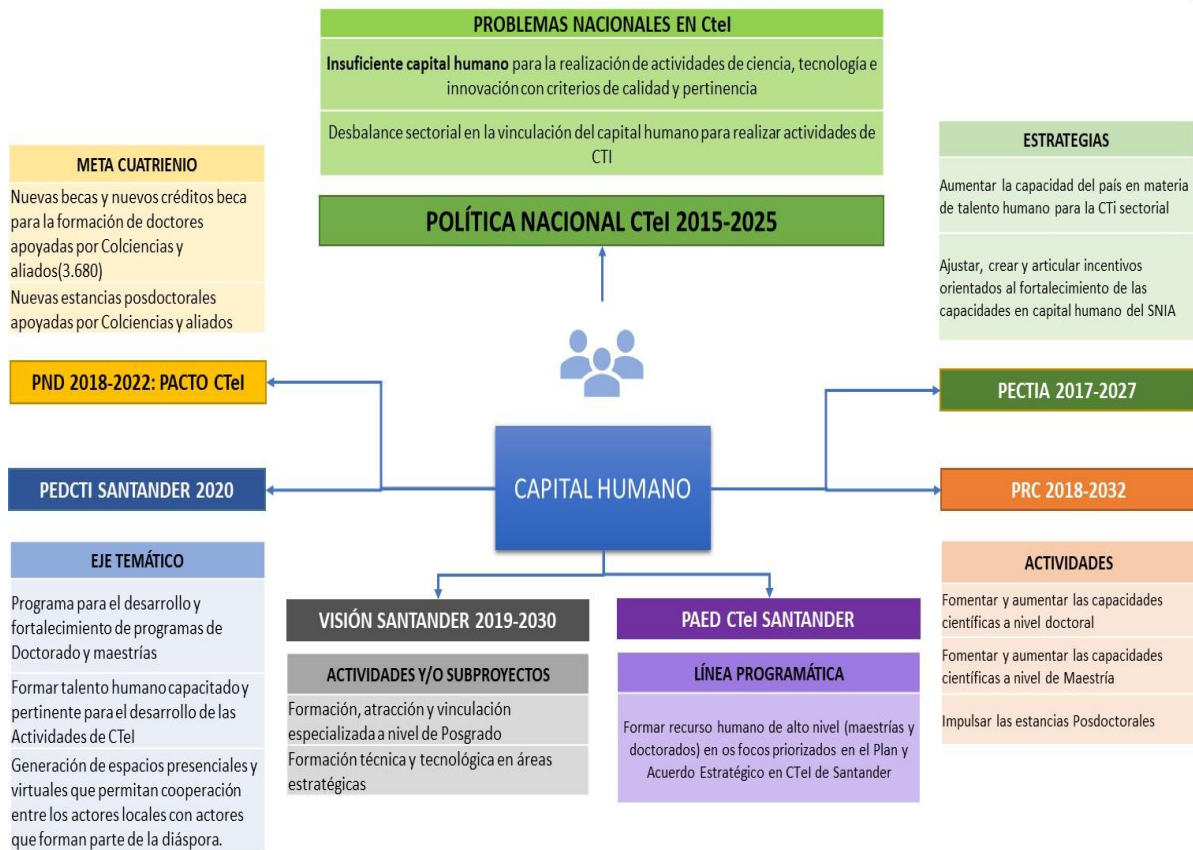 PROBLEMAS NACIONALES EN CteI
Insuficiente capital humano para la realización de actividades de ciencia, tecnología e
innovación con criterios de calidad y pertinencia
Desbalance sectorial en la vinculación del capital humano para realizar actividades de
CTI
POLÍTICA NACIONAL CTeI 2015-2025
META CUATRIENIO
Nuevas becas y nuevos créditos beca
para la formación de doctores
apoyadas por Colciencias y
aliados(3.680)
Nuevas estancias posdoctorales
apoyadas por Colciencias y aliados
PND 2018-2022: PACTO CTeI
ESTRATEGIAS
Aumentar la capacidad del país en materia
de talento humano para la CTi sectorial
Ajustar, crear y articular incentivos
orientados al fortalecimiento de las
capacidades en capital humano del SNIA
PECTIA 2017-2027
CAPITAL HUMANO
PEDCTI SANTANDER 2020
EJE TEMÁTICO
Programa para el desarrollo y
fortalecimiento de programas de
Doctorado y maestrías
Formar talento humano capacitado y
pertinente para el desarrollo de las
Actividades de CTeI
Generación de espacios presenciales y
virtuales que permitan cooperación
entre los actores locales con actores
que forman parte de la diáspora.
VISIÓN SANTANDER 2019-2030
ACTIVIDADES Y/O SUBPROYECTOS
Formación, atracción y vinculación
especializada a nivel de Posgrado
Formación técnica y tecnológica en áreas
estratégicas
PAED CTeI SANTANDER
LÍNEA PROGRAMÁTICA
Formar recurso humano de alto nivel (maestrías y
doctorados) en os focos priorizados en el Plan y
Acuerdo Estratégico en CTeI de Santander
PRC 2018-2032
ACTIVIDADES
Fomentar y aumentar las capacidades
científicas a nivel doctoral
Fomentar y aumentar las capacidades
científicas a nivel de Maestría
Impulsar las estancias Posdoctorales